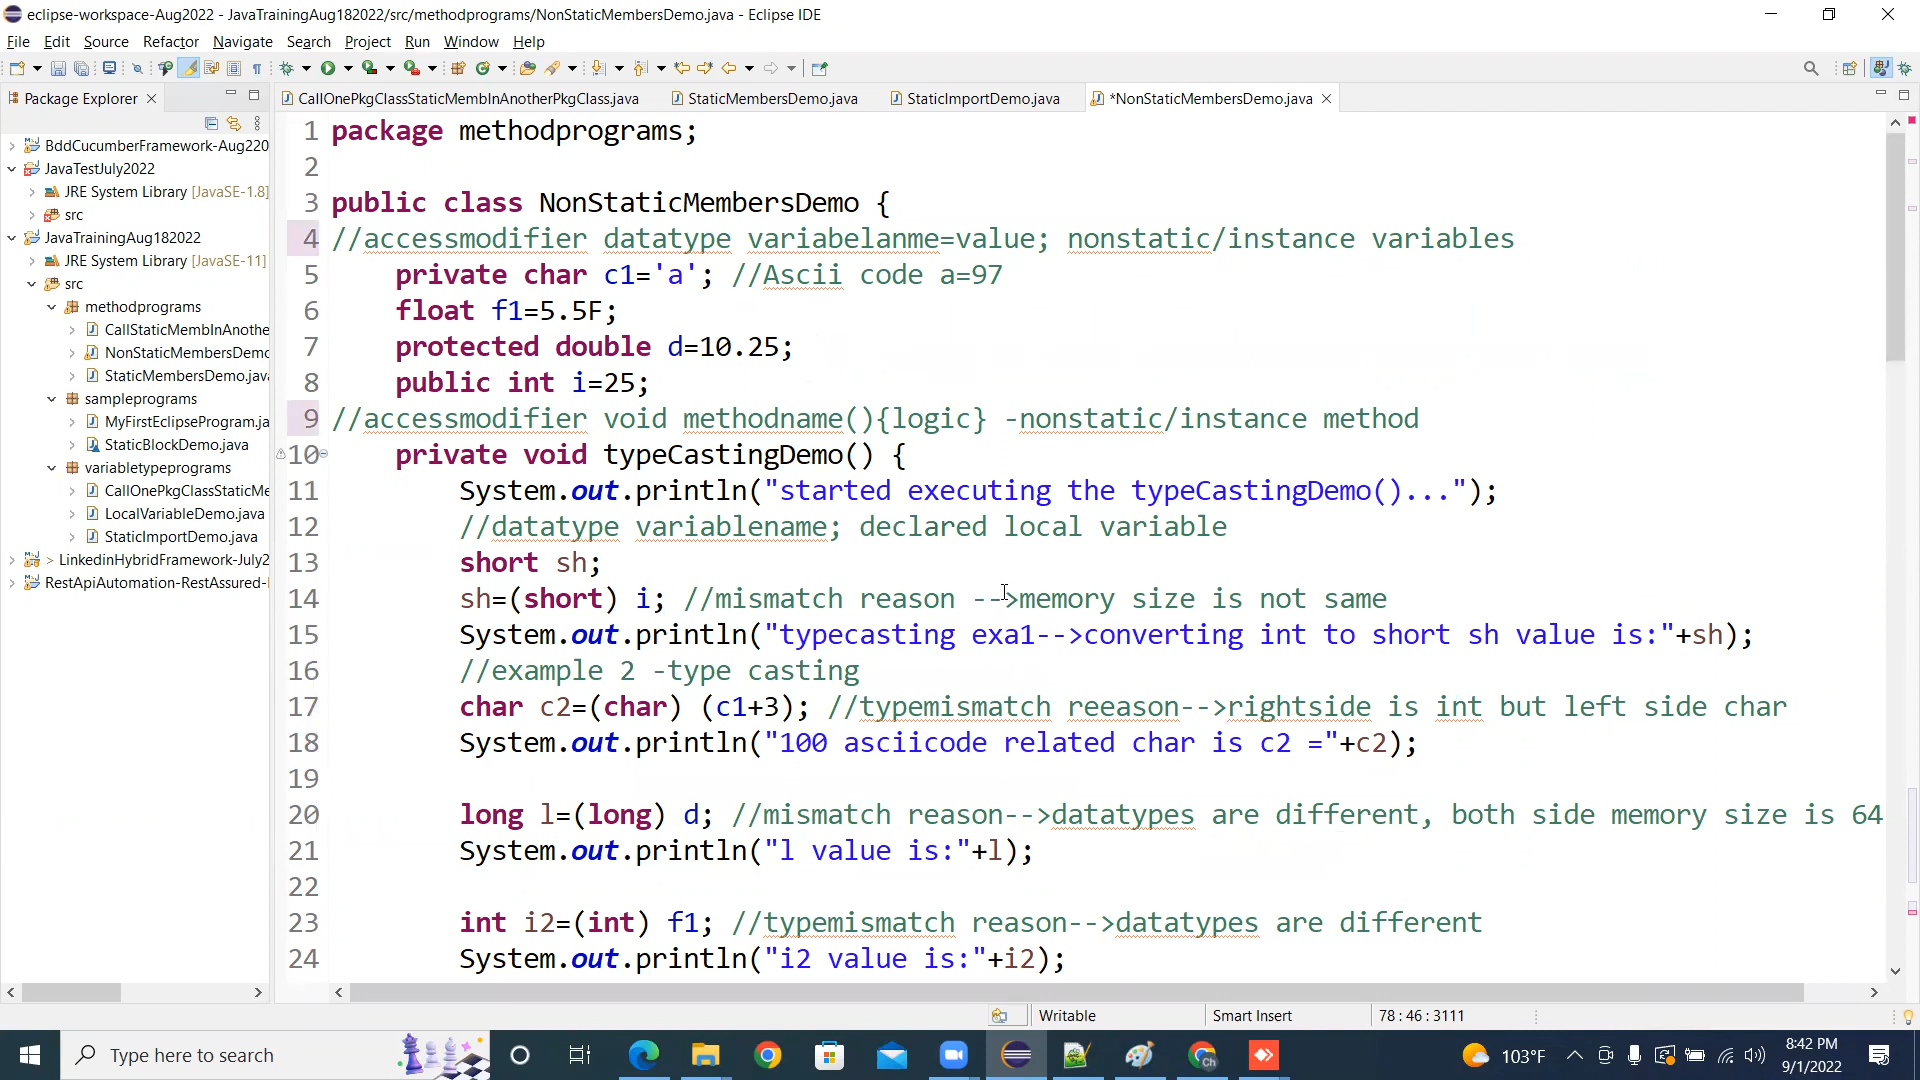 eclipse-workspace-Aug2022 - JavaTrainingAug182022/src/methodprograms/NonStaticMembersDemo.java - Eclipse IDE
File Edit Source Refactor Navigate Search Project Run Window Help
Package Explorer
CallOnePkgClassStaticMembInAnotherPkgClass.java StaticMembersDemo.java StaticImportDemo.java *NonStaticMembersDemo.java
BddCucumberFramework-Aug220
JavaTestJuly2022
JRE System Library [JavaSE-1.8]
src
JavaTrainingAug182022
JRE System Library [JavaSE-11]
src
methodprograms
CallStaticMembInAnothe
NonStaticMembersDemo
StaticMembersDemo.java
sampleprograms
MyFirstEclipseProgram.ja
StaticBlockDemo.java
variabletypeprograms
CallOnePkgClassStaticMe
LocalVariableDemo.java
StaticImportDemo.java
> LinkedinHybridFramework-July2
RestApiAutomation-RestAssured-
1 package methodprograms;
2
3 public class NonStaticMembersDemo {
4 //accessmodifier datatype variabelanme=value; nonstatic/instance variables
5 private char c1='a'; //Ascii code a=97
6 float f1=5.5F;
7 protected double d=10.25;
8 public int i=25;
9 //accessmodifier void methodname(){logic} -nonstatic/instance method
10 private void typeCastingDemo() {
11 System.out.println("started executing the typeCastingDemo()...");
12 //datatype variablename; declared local variable
13 short sh;
14 sh=(short) i; //mismatch reason -->memory size is not same
15 System.out.println("typecasting exa1-->converting int to short sh value is:"+sh);
16 //example 2 -type casting
17 char c2=(char) (c1+3); //typemismatch reeason-->rightside is int but left side char
18 System.out.println("100 asciicode related char is c2 ="+c2);
19
20 long l=(long) d; //mismatch reason-->datatypes are different, both side memory size is 64
21 System.out.println("l value is:"+l);
22
23 int i2=(int) f1; //typemismatch reason-->datatypes are different
24 System.out.println("i2 value is:"+i2);
Writable Smart Insert 78 : 46 : 3111
Type here to search
103°F
8:42 PM
9/1/2022